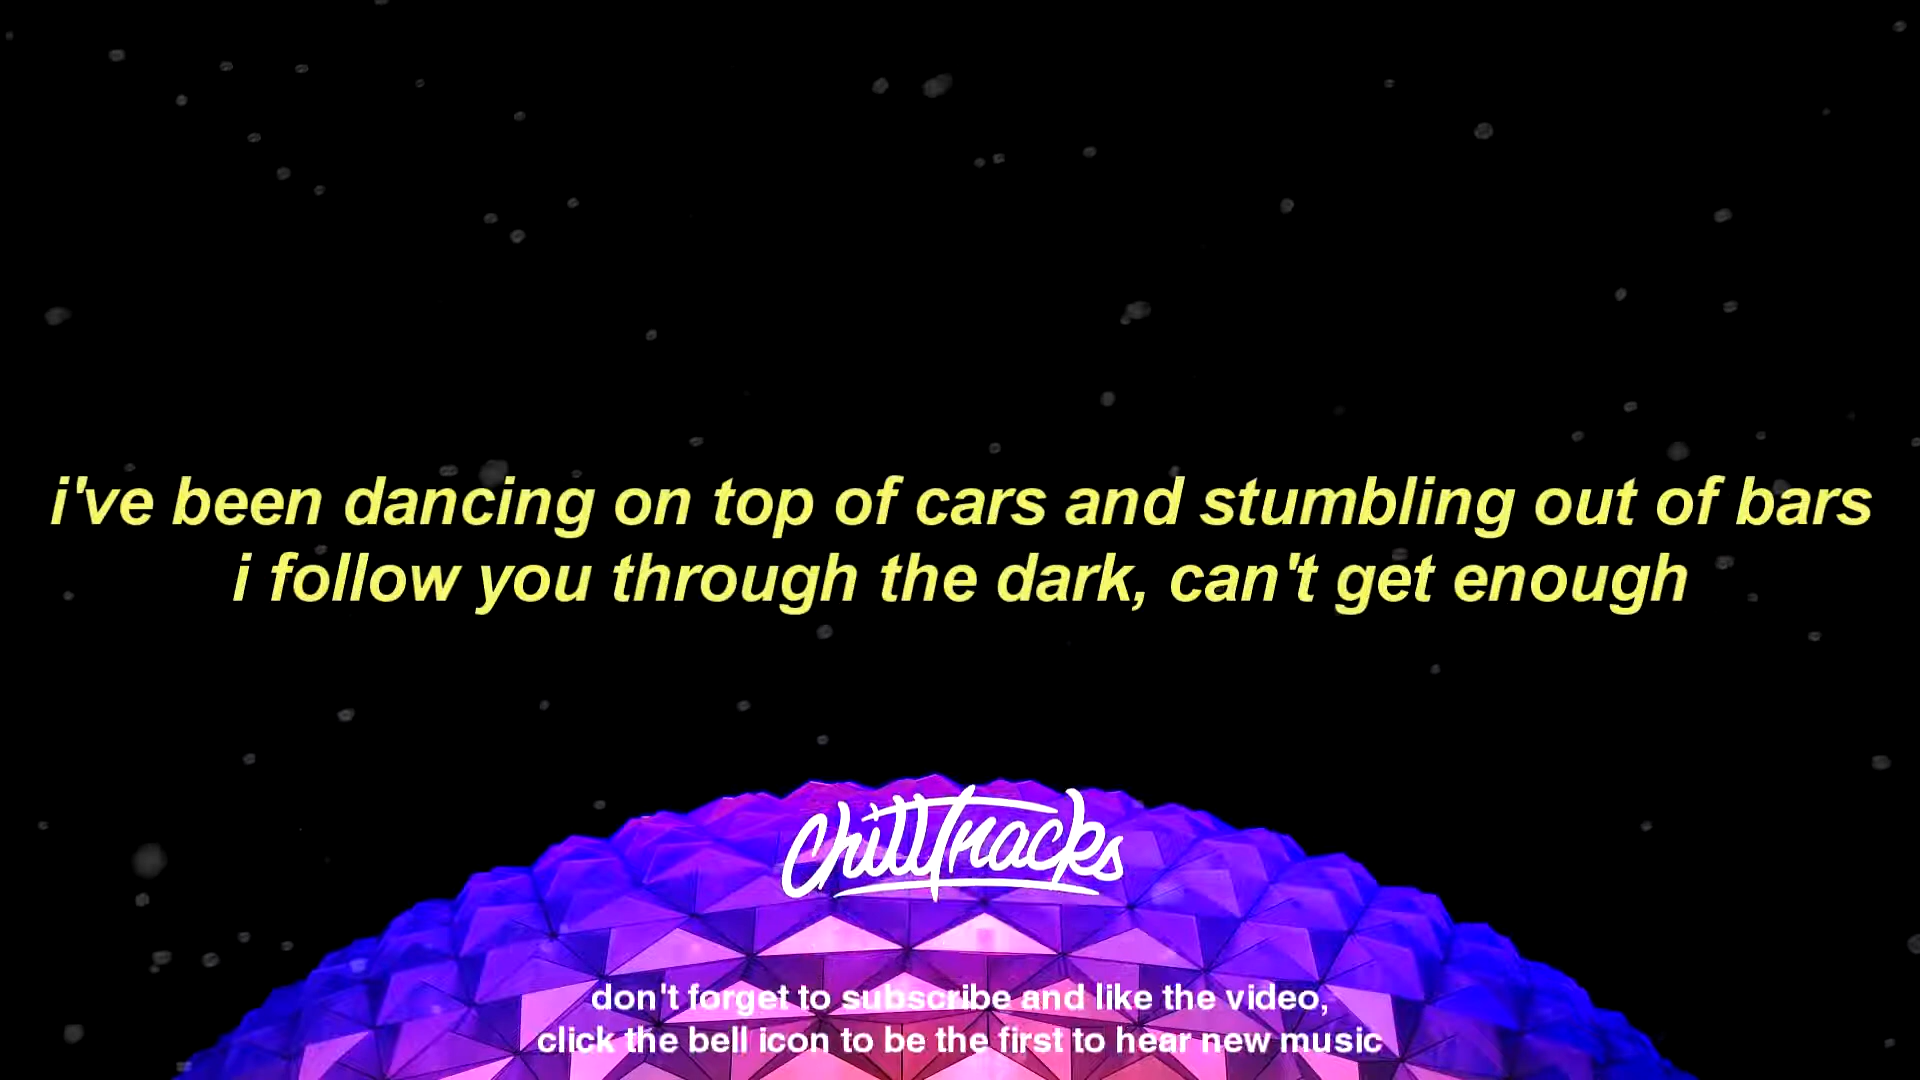 i've been dancing on top of cars and stumbling out of bars
i follow you through the dark, can't get enough
ChillTracks
don't forget to subscribe and like the video,
click the bell icon to be the first to hear new music